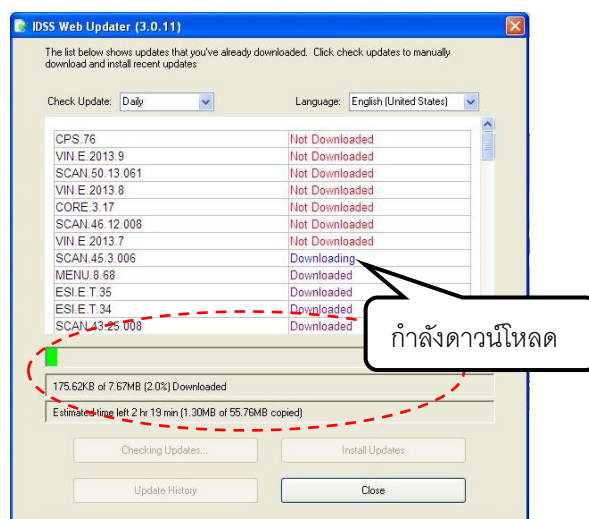 IDSS Web Updater (3.0.11)
The list below shows updates that you've already downloaded. Click check updates to manually
download and install recent updates
Check Update: Daily Language: English (United States)
CPS.76 Not Downloaded
VIN.E.2013.9 Not Downloaded
SCAN.50.13.061 Not Downloaded
VIN.E.2013.8 Not Downloaded
CORE.3.17 Not Downloaded
SCAN.46.12.008 Not Downloaded
VIN.E.2013.7 Not Downloaded
SCAN.45.3.006 Downloading
MENU.8.68 Downloaded
ESI.E.T.35 Downloaded
ESI.E.T.34 Downloaded
SCAN.43.25.008 Downloaded
กำลังดาวน์โหลด
175.62KB of 7.67MB (2.0%) Downloaded
Estimated time left 2 hr 19 min (1.30MB of 55.76MB copied)
Checking Updates... Install Updates
Update History Close